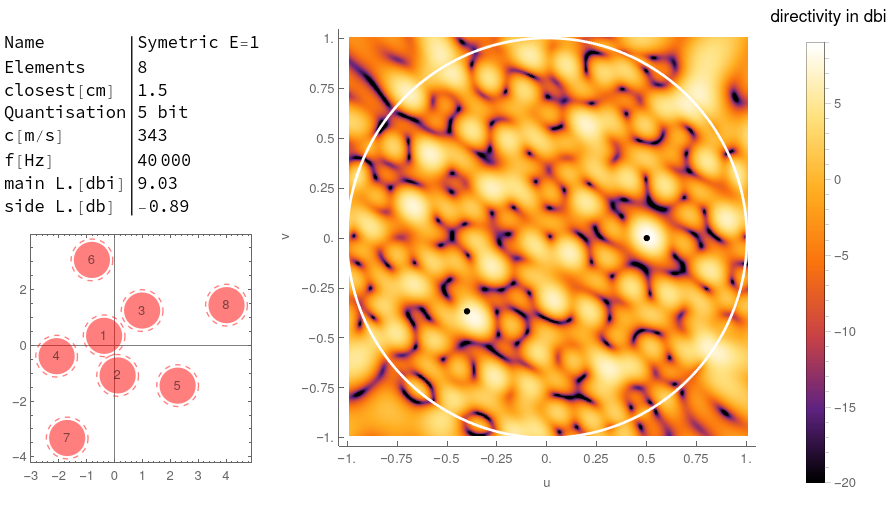 directivity in dbi
Name Symetric E=1
Elements 8
closest[cm] 1.5
Quantisation 5 bit
c[m/s] 343
f[Hz] 40 000
main L.[dbi] 9.03
side L.[db] -0.89
1.
0.75
0.5
0.25
0.
-0.25
-0.5
-0.75
-1.
v
-1. -0.75 -0.5 -0.25 0. 0.25 0.5 0.75 1.
u
5
0
-5
-10
-15
-20
2
0
-2
-4
-3 -2 -1 0 1 2 3 4
6
8
3
1
4
2
5
7